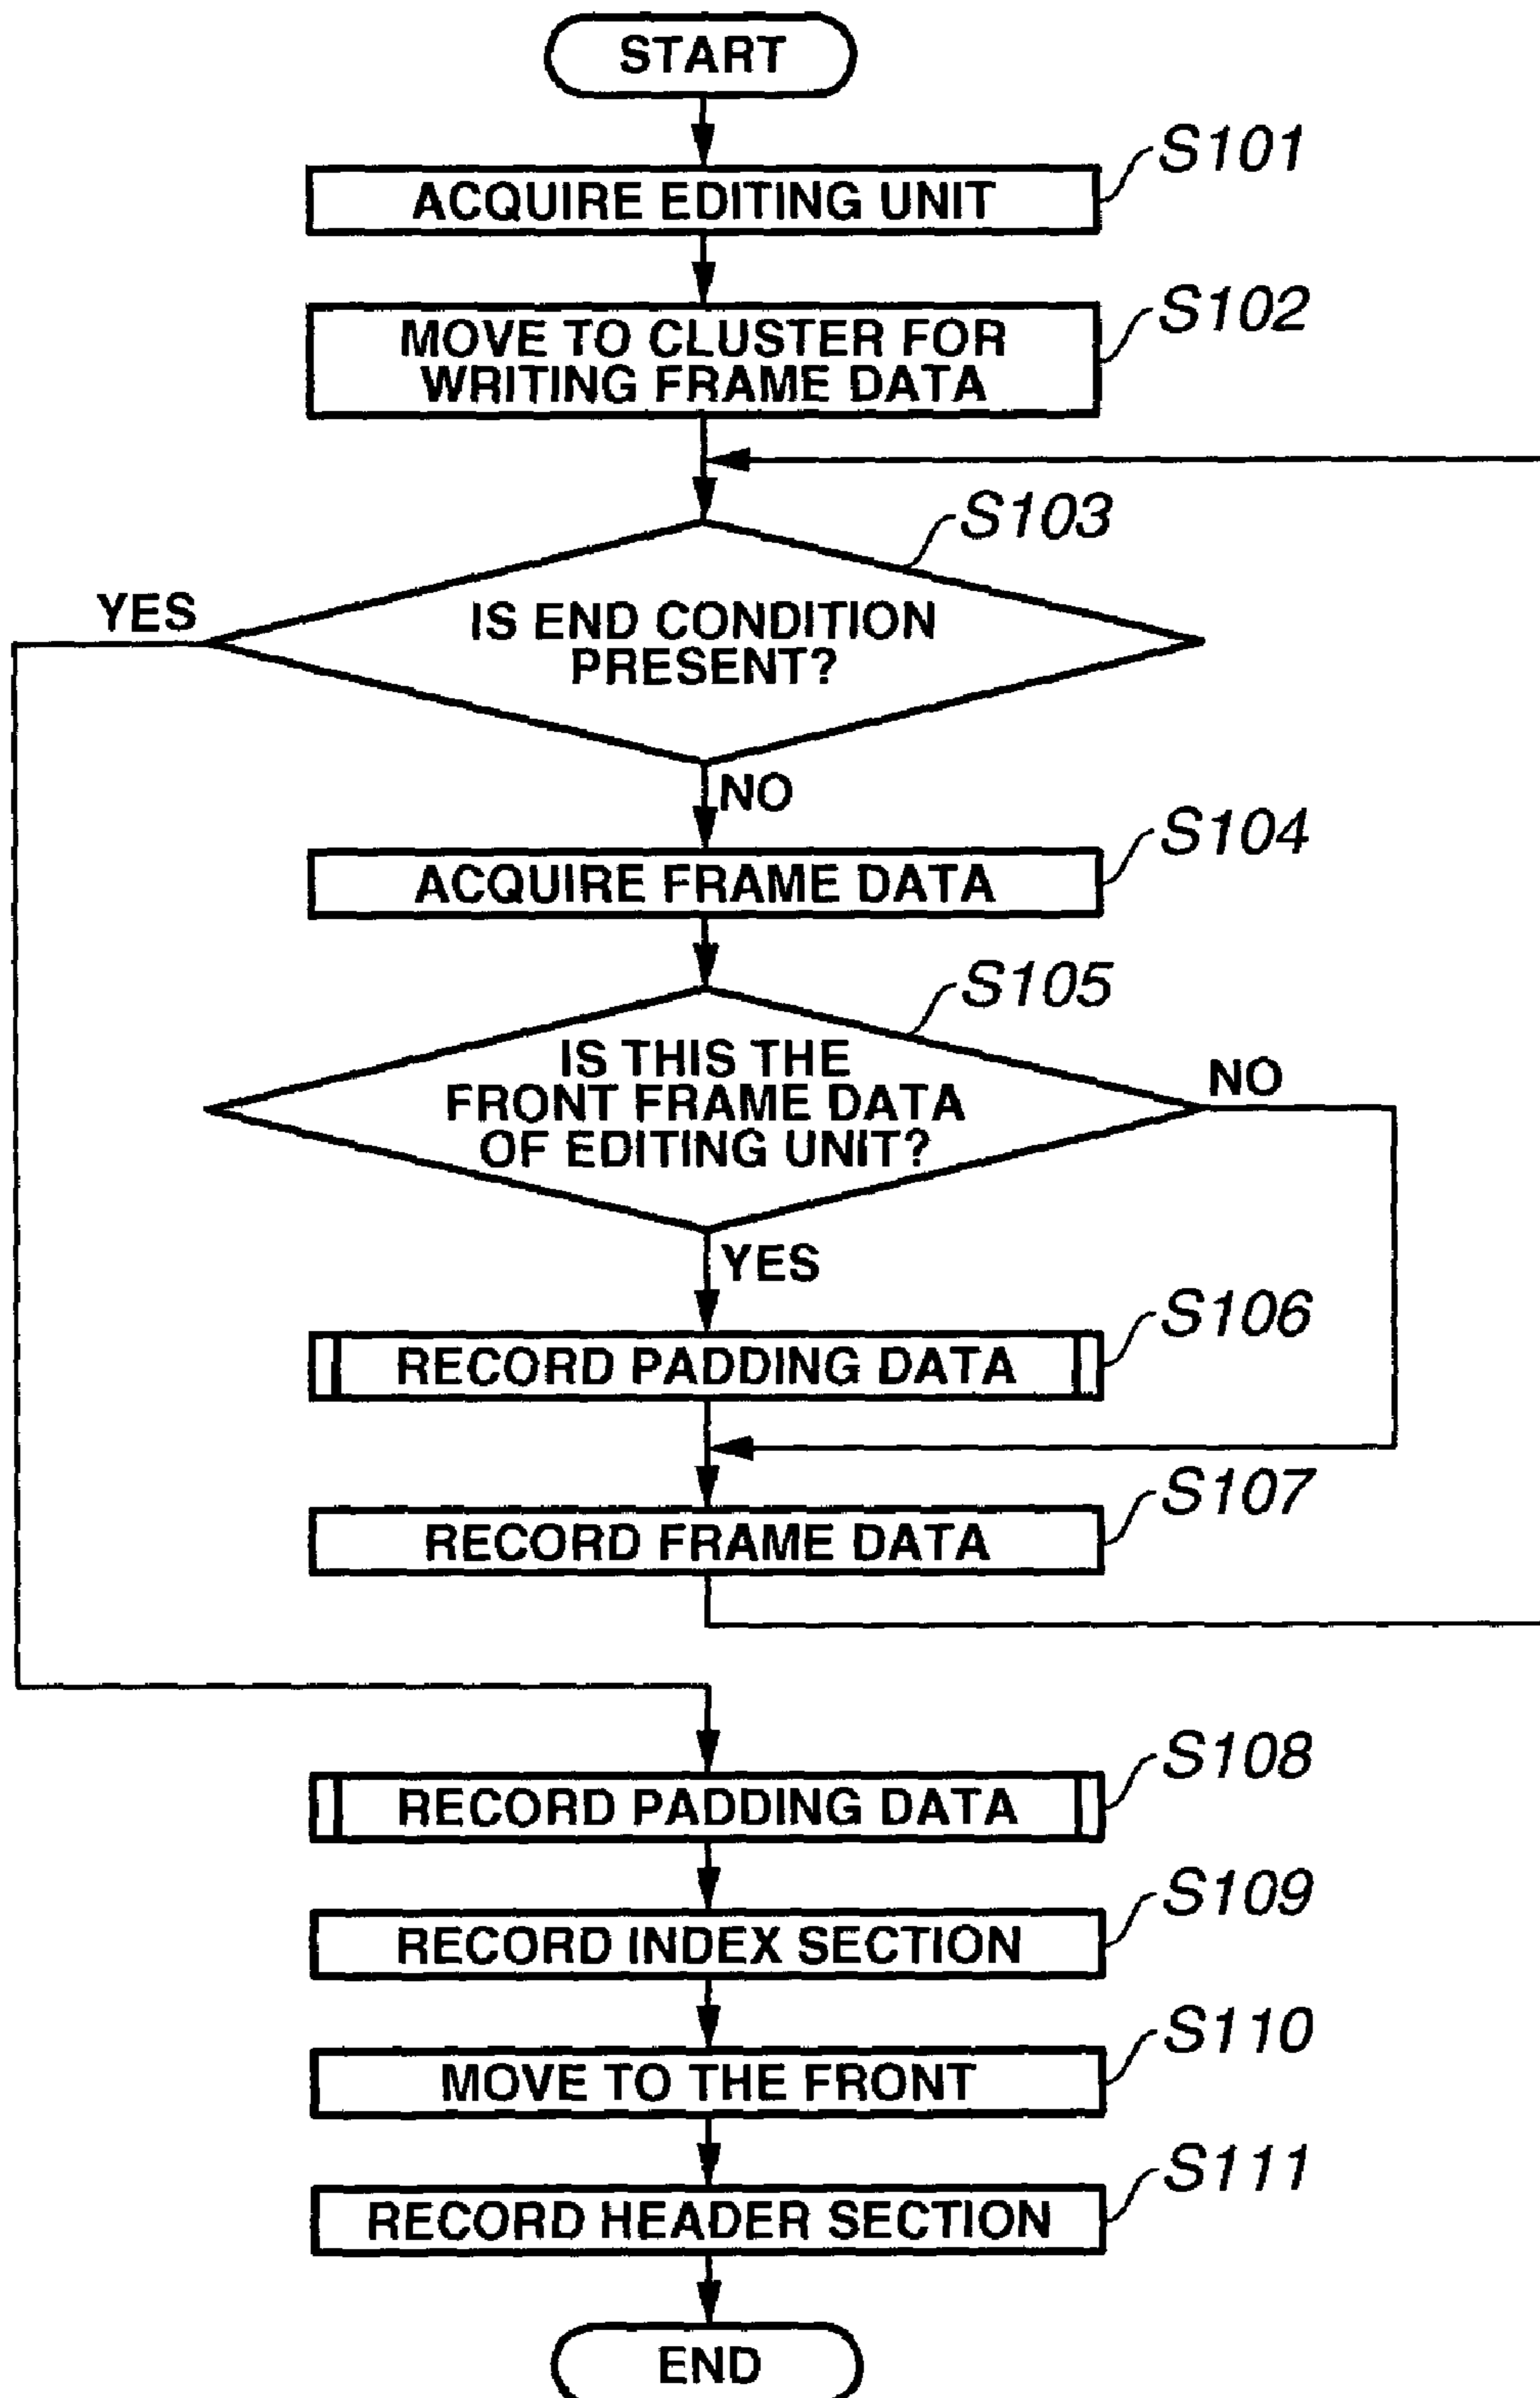 START
S101
ACQUIRE EDITING UNIT
S102
MOVE TO CLUSTER FOR
WRITING FRAME DATA
S103
YES
IS END CONDITION
PRESENT?
NO
S104
ACQUIRE FRAME DATA
S105
IS THIS THE
FRONT FRAME DATA
OF EDITING UNIT?
NO
YES
S106
RECORD PADDING DATA
S107
RECORD FRAME DATA
S108
RECORD PADDING DATA
S109
RECORD INDEX SECTION
S110
MOVE TO THE FRONT
S111
RECORD HEADER SECTION
END